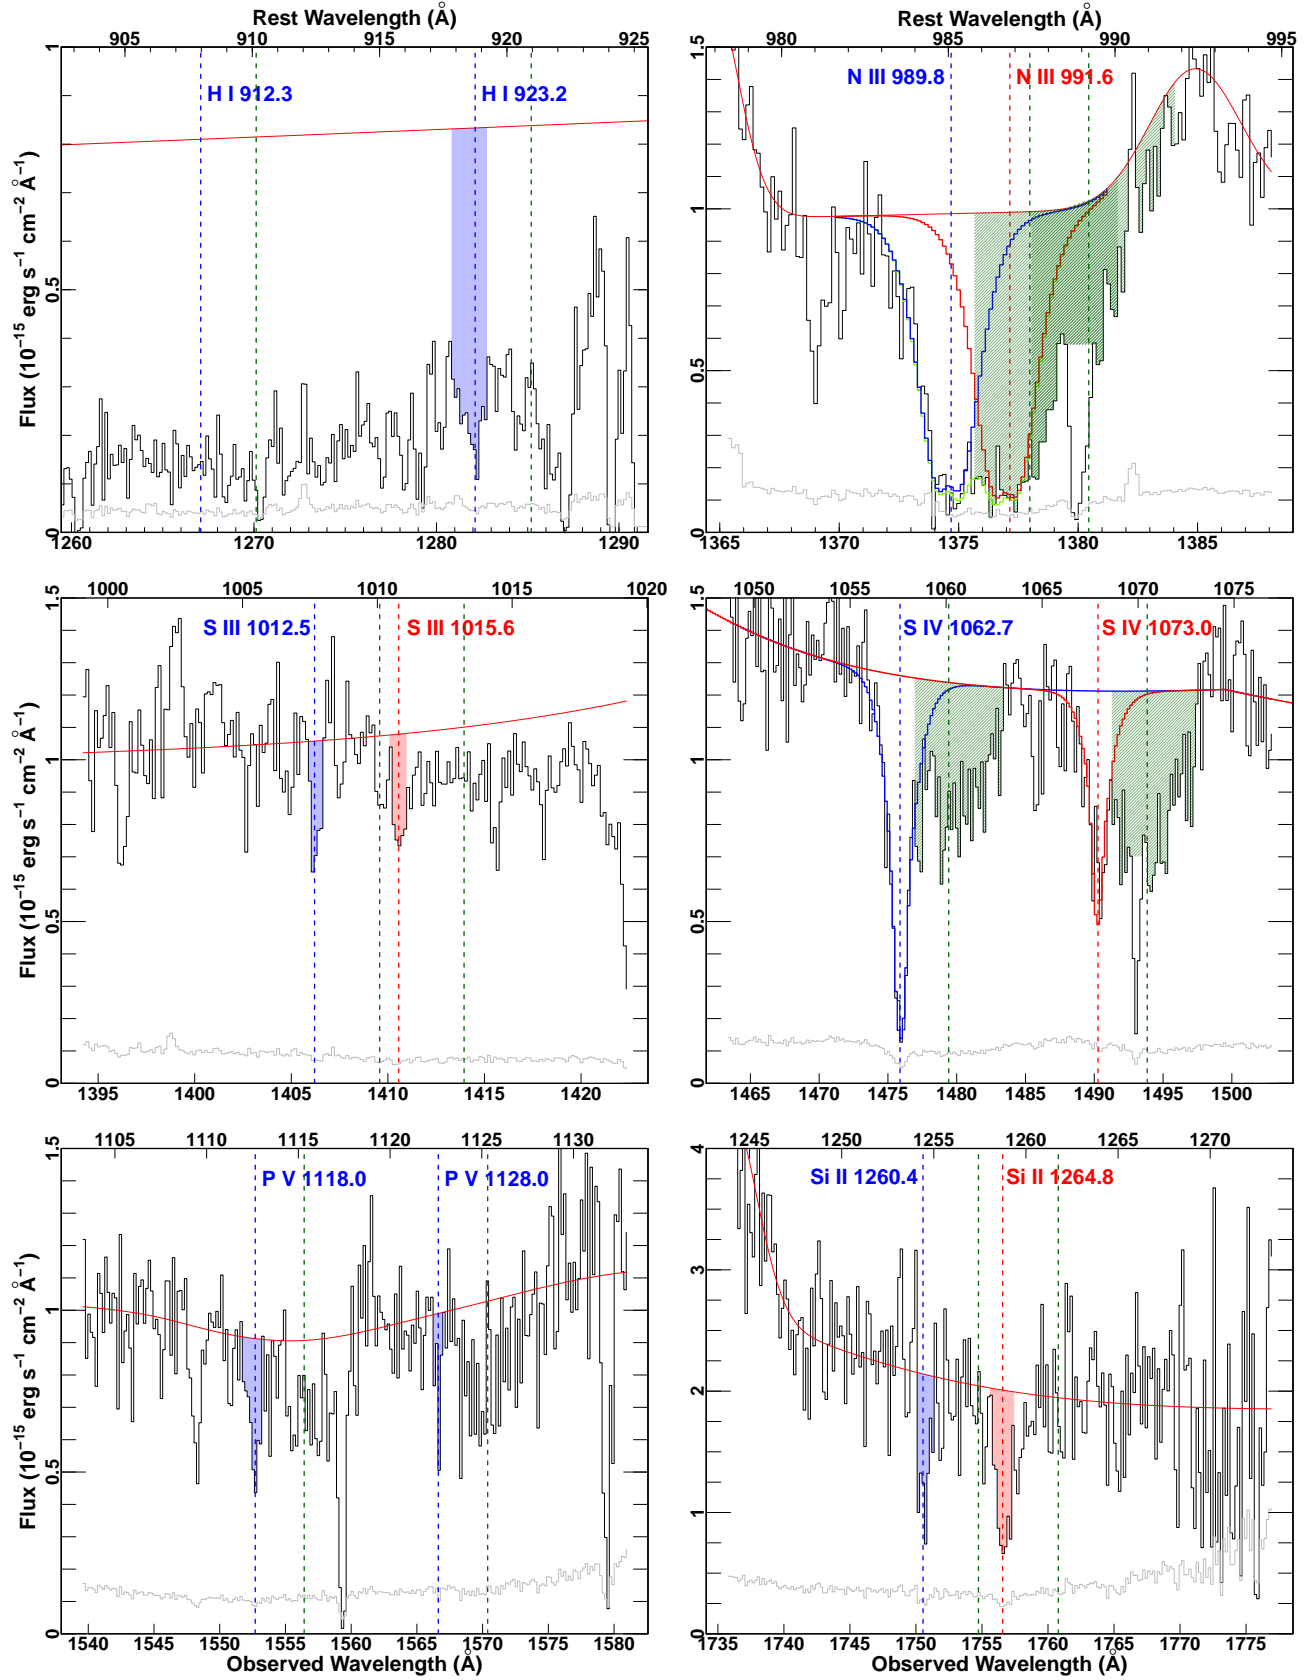 Rest Wavelength (Å)
Rest Wavelength (Å)
905 910 915 920 925
980 985 990 995
H I 912.3
H I 923.2
N III 989.8
N III 991.6
Flux (10⁻¹⁵ erg s⁻¹ cm⁻² Å⁻¹)
0 0.5 1
0 0.5 1 1.5
1260 1270 1280 1290
1365 1370 1375 1380 1385
1000 1005 1010 1015 1020
1050 1055 1060 1065 1070 1075
S III 1012.5
S III 1015.6
S IV 1062.7
S IV 1073.0
Flux (10⁻¹⁵ erg s⁻¹ cm⁻² Å⁻¹)
0 0.5 1 1.5
0 0.5 1 1.5
1395 1400 1405 1410 1415 1420
1465 1470 1475 1480 1485 1490 1495 1500
1105 1110 1115 1120 1125 1130
1245 1250 1255 1260 1265 1270
P V 1118.0
P V 1128.0
Si II 1260.4
Si II 1264.8
Flux (10⁻¹⁵ erg s⁻¹ cm⁻² Å⁻¹)
0 0.5 1 1.5
0 1 2 3 4
1540 1545 1550 1555 1560 1565 1570 1575 1580
1735 1740 1745 1750 1755 1760 1765 1770 1775
Observed Wavelength (Å)
Observed Wavelength (Å)